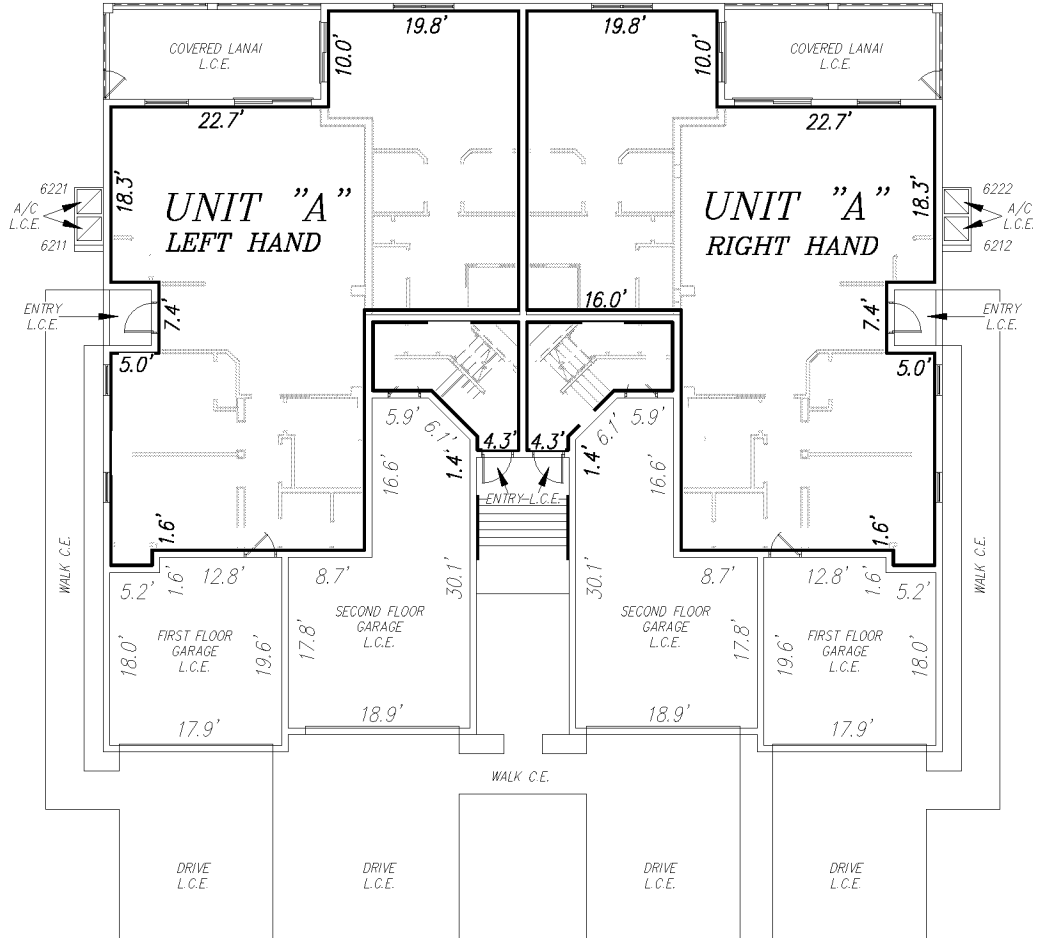 19.8'
19.8'
COVERED LANAI
L.C.E.
10.0'
10.0'
COVERED LANAI
L.C.E.
22.7'
22.7'
6221
A/C
L.C.E.
6211
18.3'
UNIT "A"
LEFT HAND
UNIT "A"
RIGHT HAND
18.3'
6222
A/C
L.C.E.
6212
ENTRY
L.C.E.
7.4'
16.0'
7.4'
ENTRY
L.C.E.
5.0'
5.0'
5.9'
6.1'
4.3'
4.3'
6.1'
5.9'
16.6'
1.4'
1.4'
16.6'
ENTRY L.C.E.
1.6'
1.6'
WALK C.E.
5.2'
1.6'
12.8'
8.7'
30.1'
30.1'
8.7'
12.8'
1.6'
5.2'
WALK C.E.
SECOND FLOOR
GARAGE
L.C.E.
SECOND FLOOR
GARAGE
L.C.E.
18.0'
FIRST FLOOR
GARAGE
L.C.E.
19.6'
17.8'
17.8'
19.6'
FIRST FLOOR
GARAGE
L.C.E.
18.0'
17.9'
18.9'
18.9'
17.9'
WALK C.E.
DRIVE
L.C.E.
DRIVE
L.C.E.
DRIVE
L.C.E.
DRIVE
L.C.E.